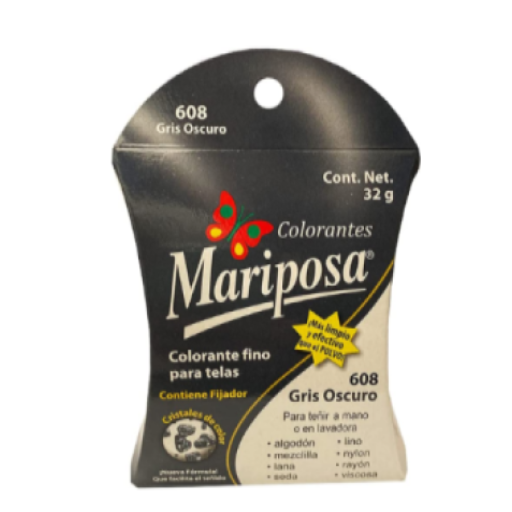 608
Gris Oscuro
Cont. Net.
32 g
Colorantes
Mariposa®
¡Más limpio
y efectivo
que el POLVO!
Colorante fino
para telas
Contiene Fijador
Cristales de color
¡Nueva Fórmula!
Que facilita el teñido
608
Gris Oscuro
Para teñir a mano
o en lavadora
• algodón • lino
• mezclilla • nylon
• lana • rayón
• seda • viscosa